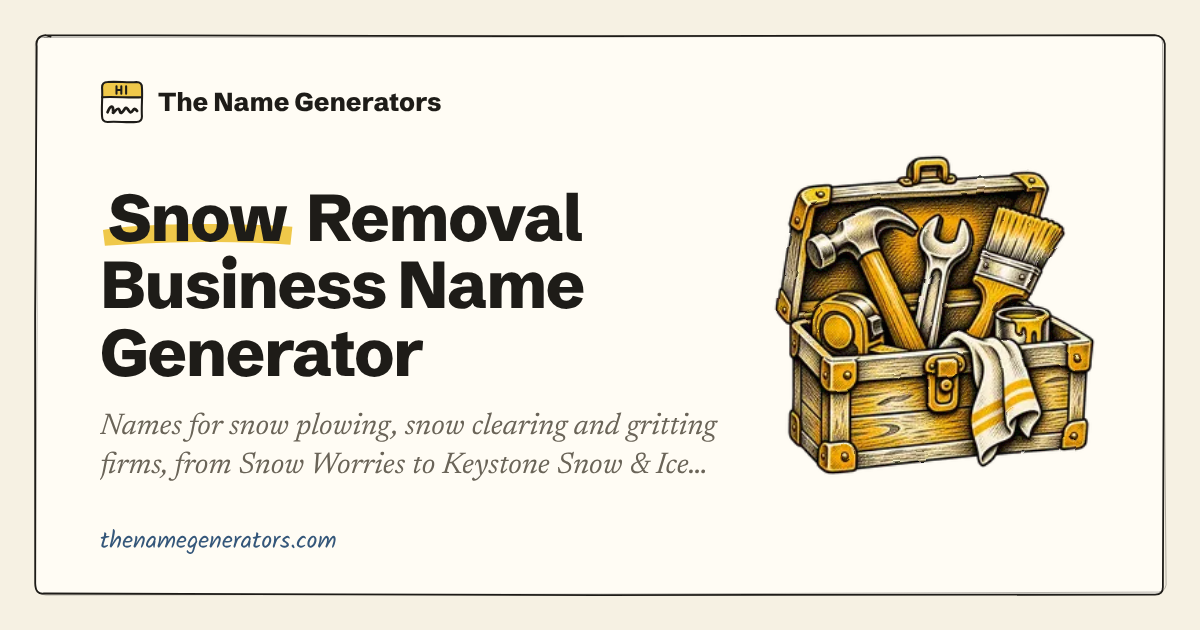 HI
The Name Generators
Snow Removal
Business Name
Generator
Names for snow plowing, snow clearing and gritting
firms, from Snow Worries to Keystone Snow & Ice...
thenamegenerators.com